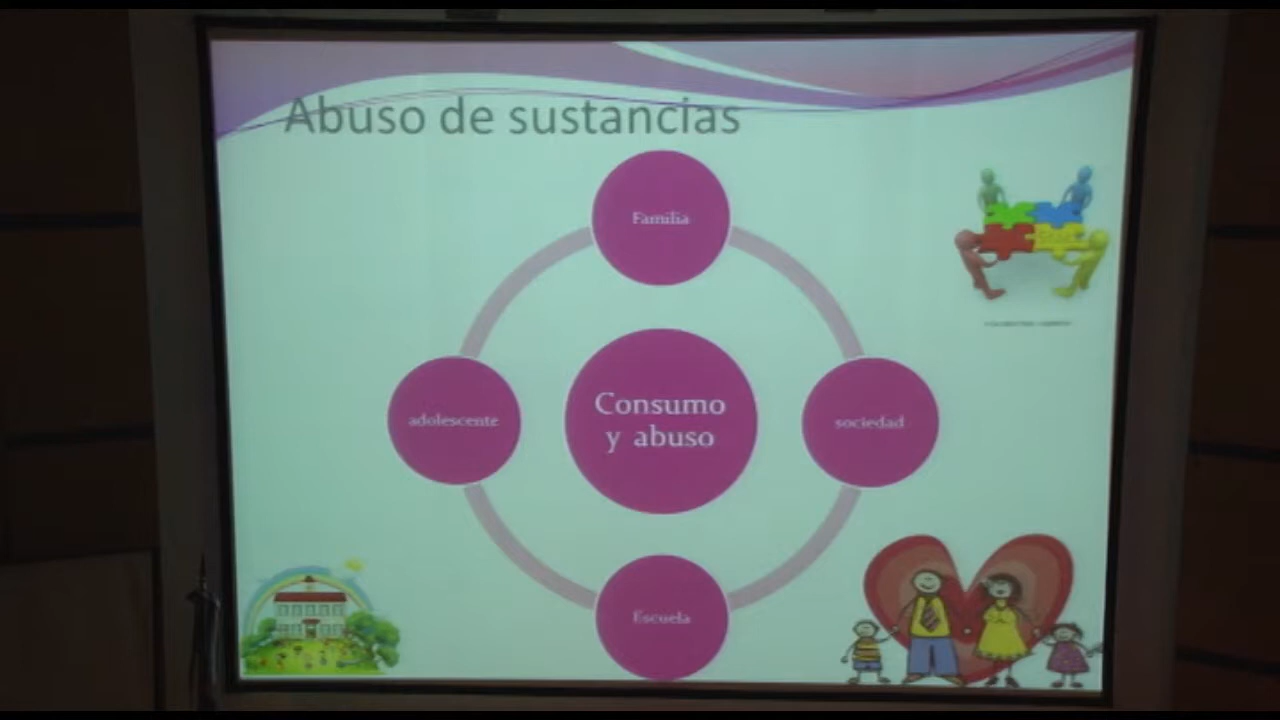 Abuso de sustancias
Familia
adolescente
Consumo
y abuso
sociedad
Escuela